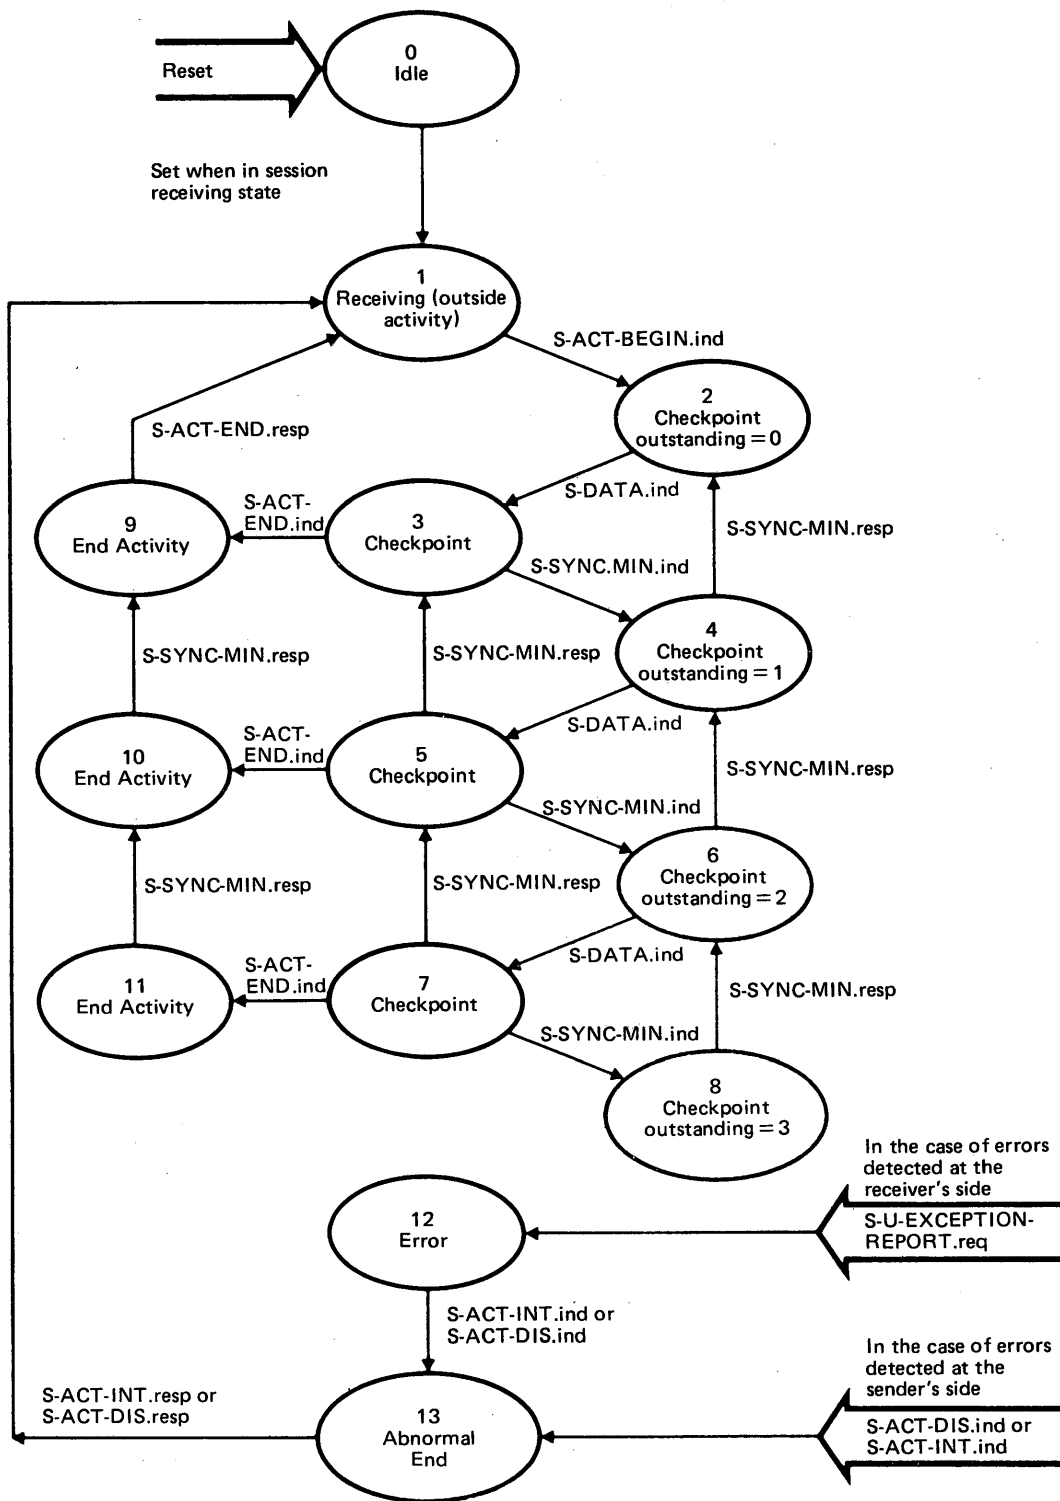 0
Idle
Reset
Set when in session
receiving state
1
Receiving (outside
activity)
S-ACT-BEGIN.ind
2
Checkpoint
outstanding = 0
S-ACT-END.resp
S-DATA.ind
9
End Activity
S-ACT-
END.ind
3
Checkpoint
S-SYNC-MIN.resp
S-SYNC.MIN.ind
4
Checkpoint
outstanding = 1
S-SYNC-MIN.resp
S-SYNC-MIN.resp
S-DATA.ind
10
End Activity
S-ACT-
END.ind
5
Checkpoint
S-SYNC-MIN.resp
S-SYNC-MIN.ind
6
Checkpoint
outstanding = 2
S-SYNC-MIN.resp
S-SYNC-MIN.resp
S-DATA.ind
11
End Activity
S-ACT-
END.ind
7
Checkpoint
S-SYNC-MIN.resp
S-SYNC-MIN.ind
8
Checkpoint
outstanding = 3
In the case of errors
detected at the
receiver's side
S-U-EXCEPTION-
REPORT.req
12
Error
S-ACT-INT.ind or
S-ACT-DIS.ind
In the case of errors
detected at the
sender's side
S-ACT-DIS.ind or
S-ACT-INT.ind
S-ACT-INT.resp or
S-ACT-DIS.resp
13
Abnormal
End